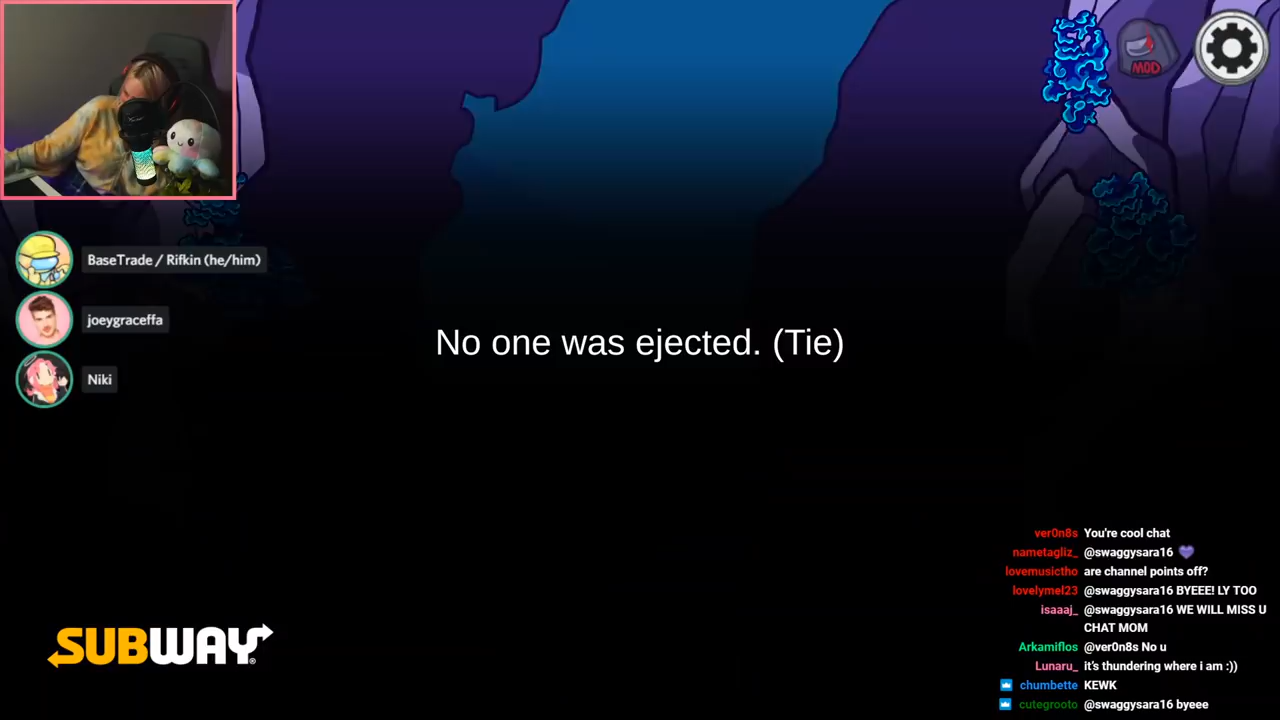 MOD
BaseTrade / Rifkin (he/him)
joeygraceffa
Niki
No one was ejected. (Tie)
SUBWAY
ver0n8s You're cool chat
nametagliz_ @swaggysara16 💜
lovemusictho are channel points off?
lovelymel23 @swaggysara16 BYEEE! LY TOO
isaaaj_ @swaggysara16 WE WILL MISS U
CHAT MOM
Arkamiflos @ver0n8s No u
Lunaru_ it's thundering where i am :))
chumbette KEWK
cutegrooto @swaggysara16 byeee